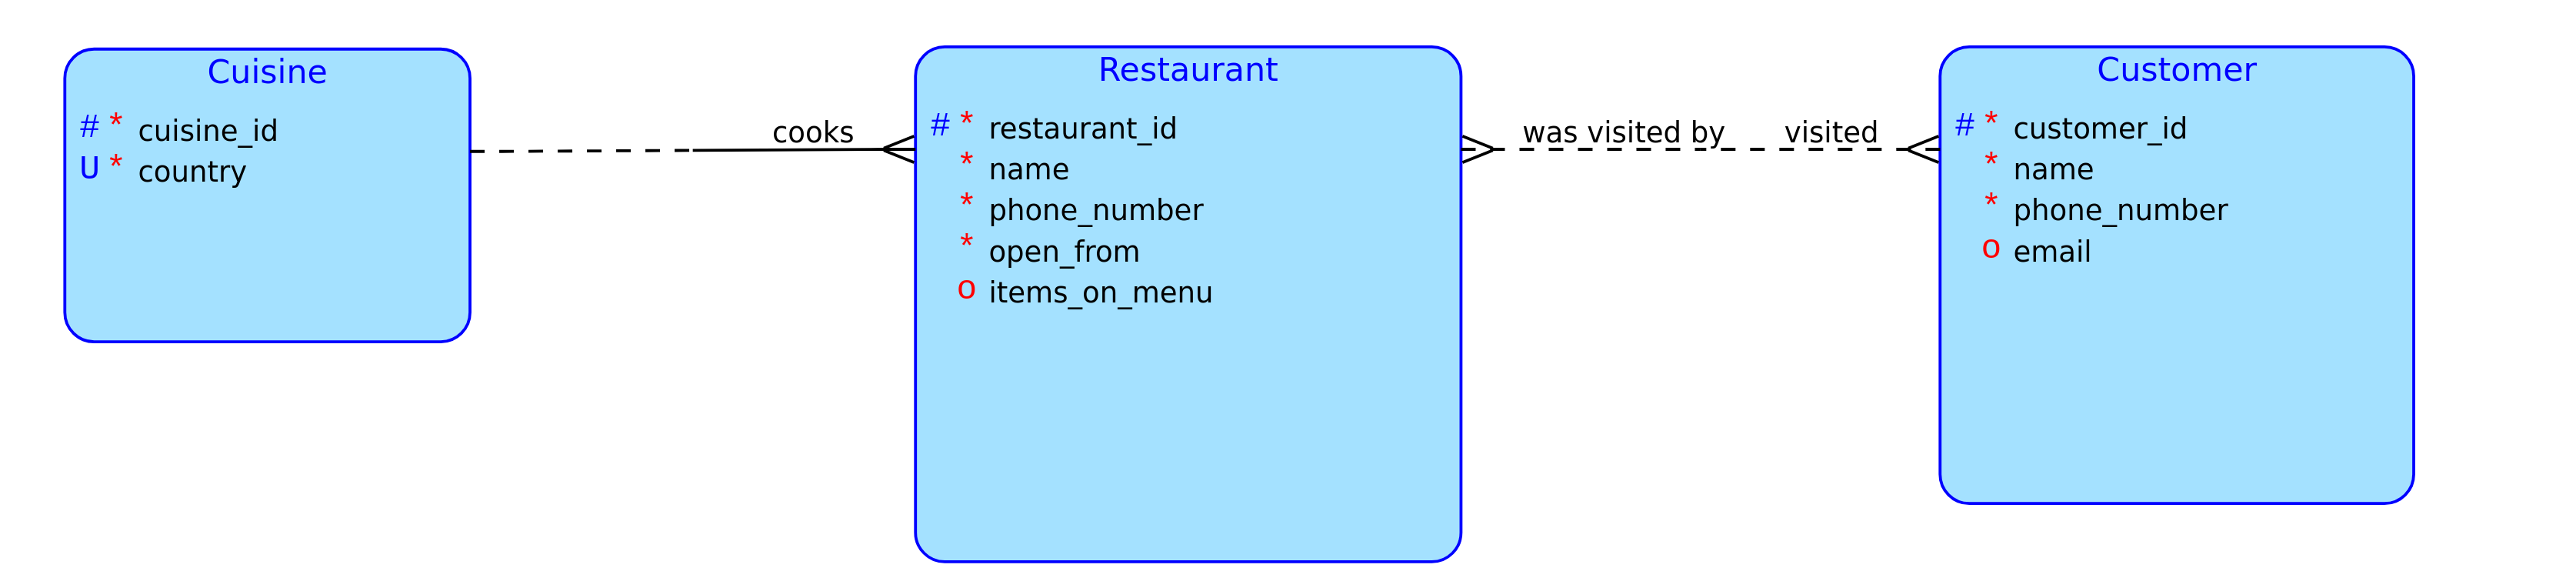 Cuisine
# * cuisine_id
U * country
cooks
Restaurant
# * restaurant_id
* name
* phone_number
* open_from
o items_on_menu
was visited by
visited
Customer
# * customer_id
* name
* phone_number
o email